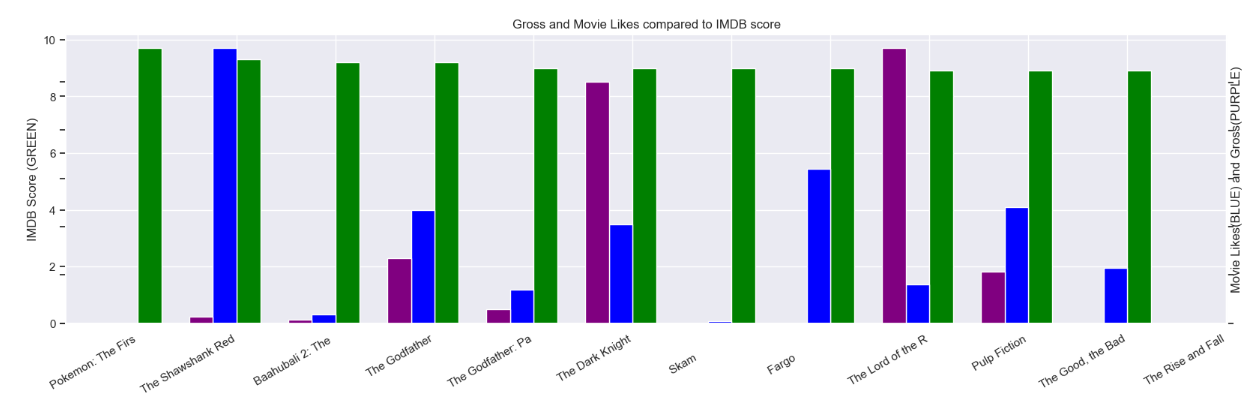 Gross and Movie Likes compared to IMDB score
IMDB Score (GREEN)
10
8
6
4
2
0
Movie Likes(BLUE) and Gross(PURPLE)
Pokemon: The Firs
The Shawshank Red
Baahubali 2: The
The Godfather
The Godfather: Pa
The Dark Knight
Skam
Fargo
The Lord of the R
Pulp Fiction
The Good, the Bad
The Rise and Fall